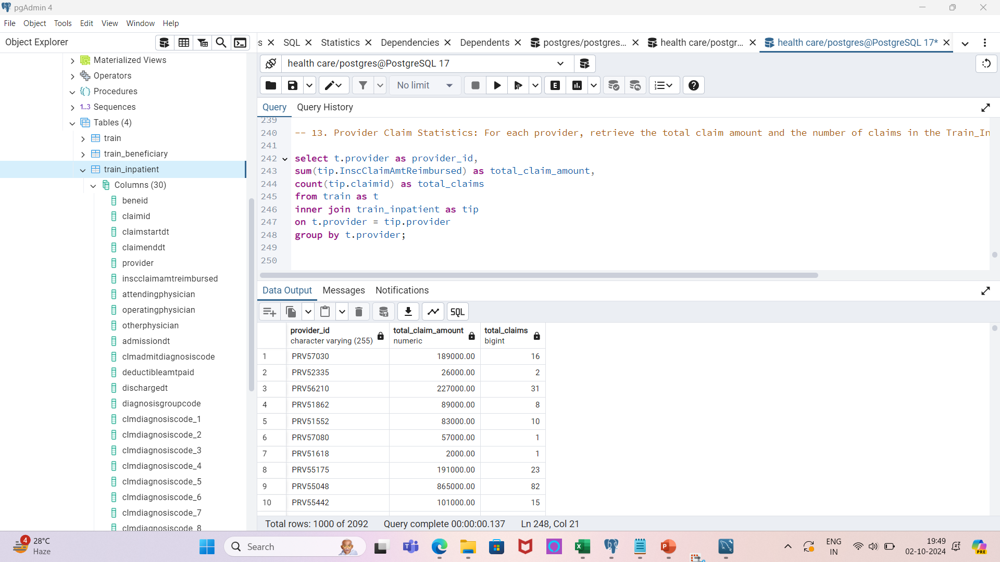 pgAdmin 4
File Object Tools Edit View Window Help
Object Explorer
s SQL Statistics Dependencies Dependents postgres/postgres... health care/postgr... health care/postgres@PostgreSQL 17*
health care/postgres@PostgreSQL 17
No limit
E
Query Query History
Materialized Views
Operators
Procedures
1..3 Sequences
Tables (4)
train
train_beneficiary
train_inpatient
Columns (30)
beneid
claimid
claimstartdt
claimenddt
provider
inscclaimamtreimbursed
attendingphysician
operatingphysician
otherphysician
admissiondt
clmadmitdiagnosiscode
deductibleamtpaid
dischargedt
diagnosisgroupcode
clmdiagnosiscode_1
clmdiagnosiscode_2
clmdiagnosiscode_3
clmdiagnosiscode_4
clmdiagnosiscode_5
clmdiagnosiscode_6
clmdiagnosiscode_7
clmdiagnosiscode_8
239
240 -- 13. Provider Claim Statistics: For each provider, retrieve the total claim amount and the number of claims in the Train_In
241
242 select t.provider as provider_id,
243 sum(tip.InscClaimAmtReimbursed) as total_claim_amount,
244 count(tip.claimid) as total_claims
245 from train as t
246 inner join train_inpatient as tip
247 on t.provider = tip.provider
248 group by t.provider;
249
250
Data Output Messages Notifications
SQL
provider_id total_claim_amount total_claims
character varying (255) numeric bigint
1 PRV57030 189000.00 16
2 PRV52335 26000.00 2
3 PRV56210 227000.00 31
4 PRV51862 89000.00 8
5 PRV51552 83000.00 10
6 PRV57080 57000.00 1
7 PRV51618 2000.00 1
8 PRV55175 191000.00 23
9 PRV55048 865000.00 82
10 PRV55442 101000.00 15
Total rows: 1000 of 2092 Query complete 00:00:00.137 Ln 248, Col 21
4 28°C
Haze
Search
ENG
IN
19:49
02-10-2024
PRE